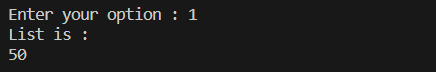 Enter your option : 1
List is :
50